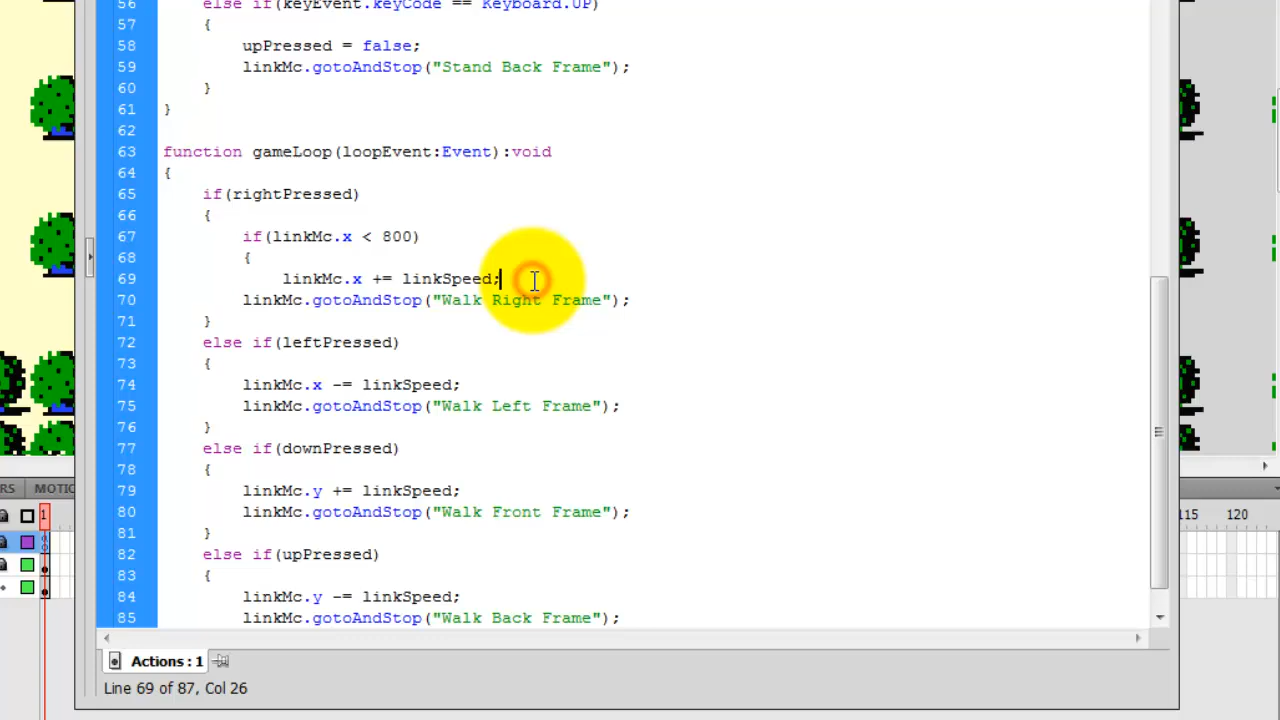 56 else if(keyEvent.keyCode == Keyboard.UP)
57 {
58 upPressed = false;
59 linkMc.gotoAndStop("Stand Back Frame");
60 }
61 }
62
63 function gameLoop(loopEvent:Event):void
64 {
65 if(rightPressed)
66 {
67 if(linkMc.x < 800)
68 {
69 linkMc.x += linkSpeed;
70 linkMc.gotoAndStop("Walk Right Frame");
71 }
72 else if(leftPressed)
73 {
74 linkMc.x -= linkSpeed;
75 linkMc.gotoAndStop("Walk Left Frame");
76 }
77 else if(downPressed)
78 {
79 linkMc.y += linkSpeed;
80 linkMc.gotoAndStop("Walk Front Frame");
81 }
82 else if(upPressed)
83 {
84 linkMc.y -= linkSpeed;
85 linkMc.gotoAndStop("Walk Back Frame");
RS MOTIO
1 115 120
Actions : 1
Line 69 of 87, Col 26